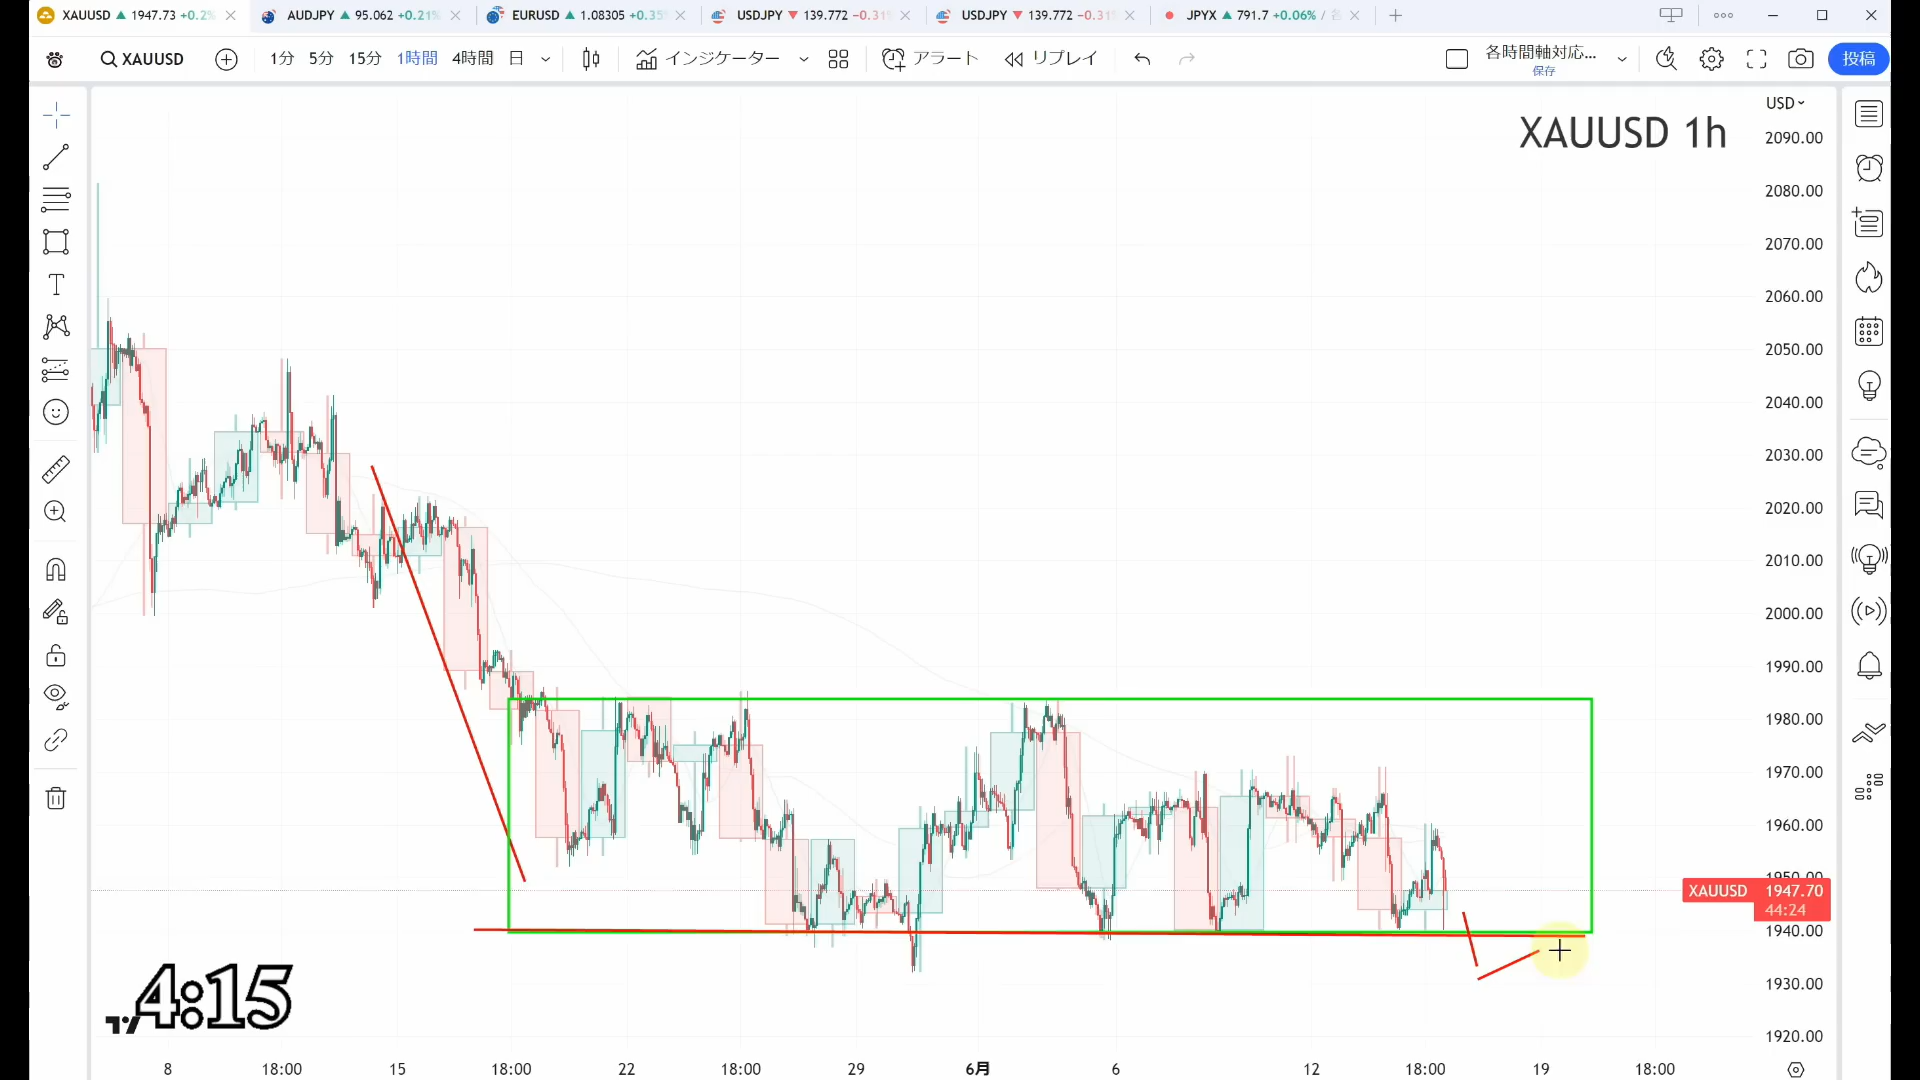 XAUUSD ▲ 1947.73 +0.2%
AUDJPY ▲ 95.062 +0.21%
EURUSD ▲ 1.08305 +0.35
USDJPY ▼ 139.772 −0.31
USDJPY ▼ 139.772 −0.31
JPYX ▲ 791.7 +0.06% /
XAUUSD
1分 5分 15分 1時間 4時間 日
インジケーター
アラート
リプレイ
各時間軸対応...
保存
投稿
USD
XAUUSD 1h
2090.00
2080.00
2070.00
2060.00
2050.00
2040.00
2030.00
2020.00
2010.00
2000.00
1990.00
1980.00
1970.00
1960.00
1950.00
XAUUSD 1947.70
44:24
1940.00
1930.00
1920.00
4:15
8 18:00 15 18:00 22 18:00 29 6月 6 12 18:00 19 18:00